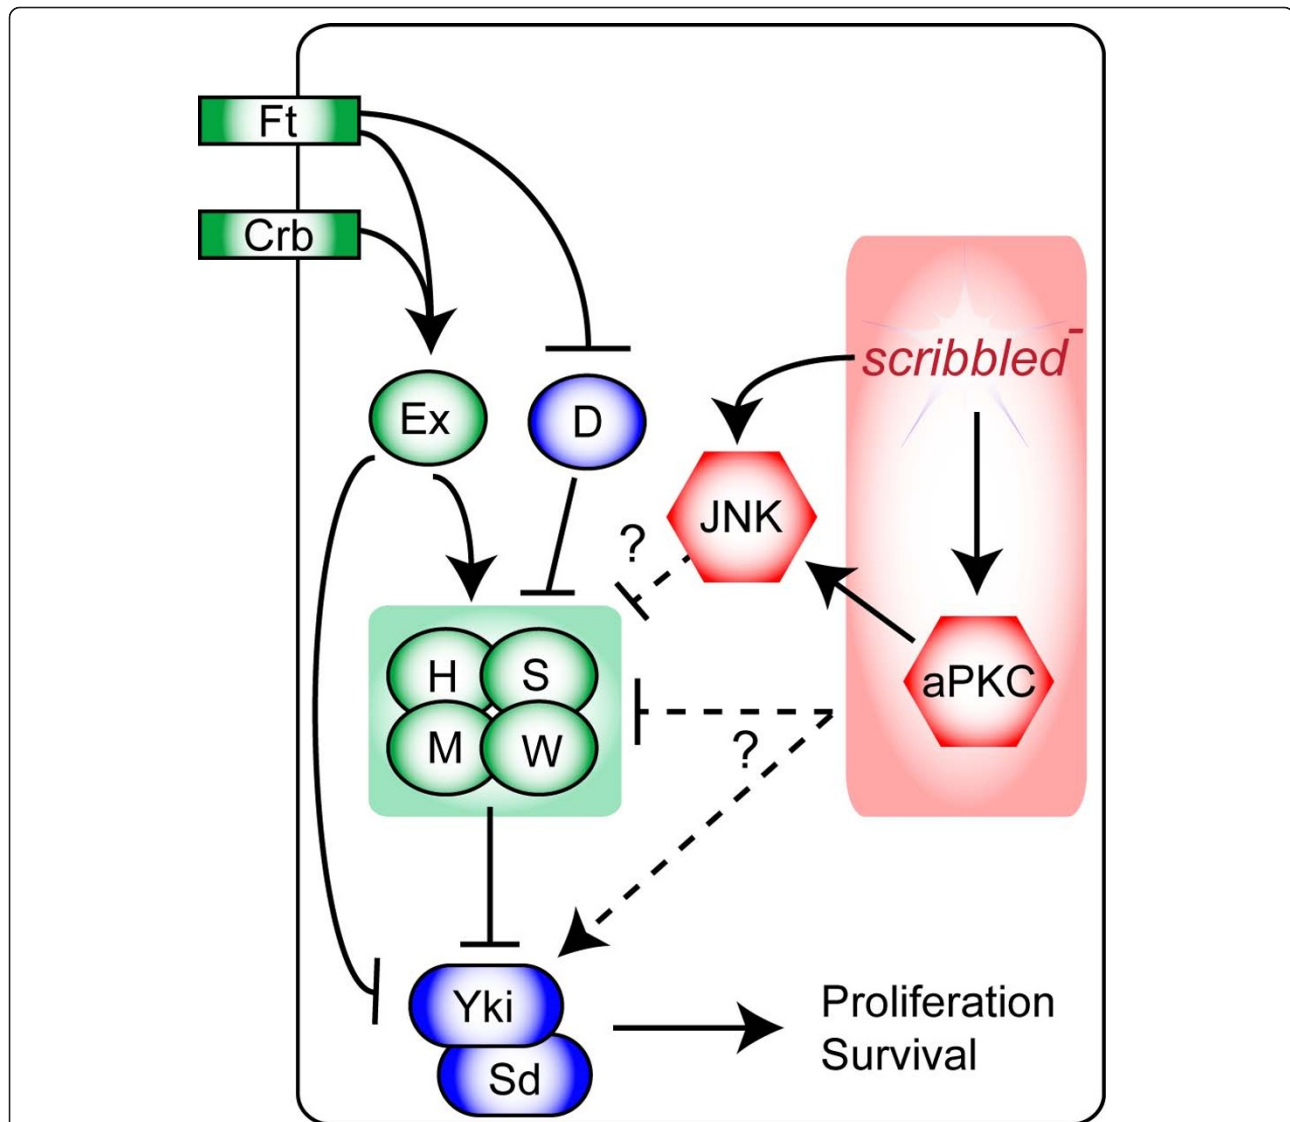 Ft
Crb
scribbled-
Ex
D
JNK
?
H
S
aPKC
M
W
?
Yki
Sd
Proliferation
Survival